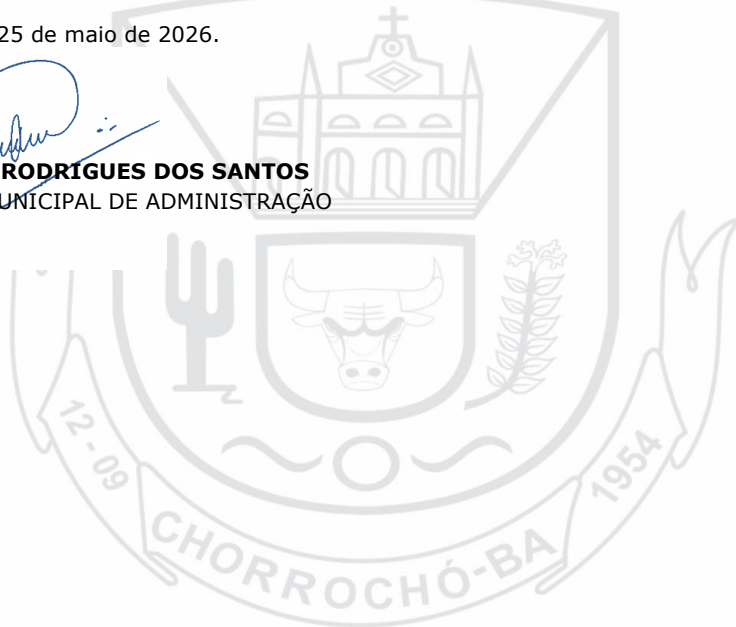 25 de maio de 2026.
RODRIGUES DOS SANTOS
UNICIPAL DE ADMINISTRAÇÃO
12 - 09
1954
CHORROCHÓ-BA